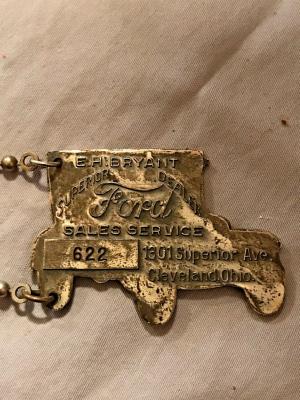 E.H. BRYANT
SUPERIOR DEALER
Ford
SALES SERVICE
622
1301 Superior Ave.
Cleveland, Ohio